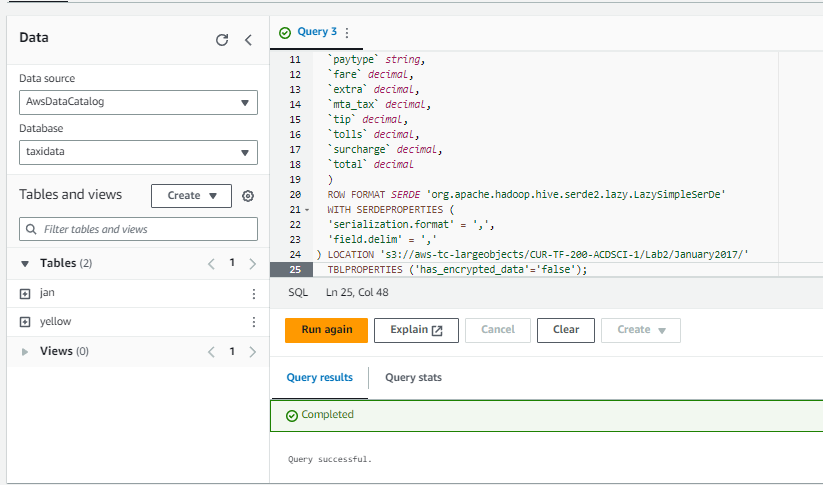 Data
Data source
AwsDataCatalog
Database
taxidata
Tables and views
Create
Filter tables and views
Tables (2)
1
jan
yellow
Views (0)
1
Query 3
11 `paytype` string,
12 `fare` decimal,
13 `extra` decimal,
14 `mta_tax` decimal,
15 `tip` decimal,
16 `tolls` decimal,
17 `surcharge` decimal,
18 `total` decimal
19 )
20 ROW FORMAT SERDE 'org.apache.hadoop.hive.serde2.lazy.LazySimpleSerDe'
21 WITH SERDEPROPERTIES (
22 'serialization.format' = ',',
23 'field.delim' = ','
24 ) LOCATION 's3://aws-tc-largeobjects/CUR-TF-200-ACDSCI-1/Lab2/January2017/'
25 TBLPROPERTIES ('has_encrypted_data'='false');
SQL Ln 25, Col 48
Run again Explain Cancel Clear Create
Query results Query stats
Completed
Query successful.